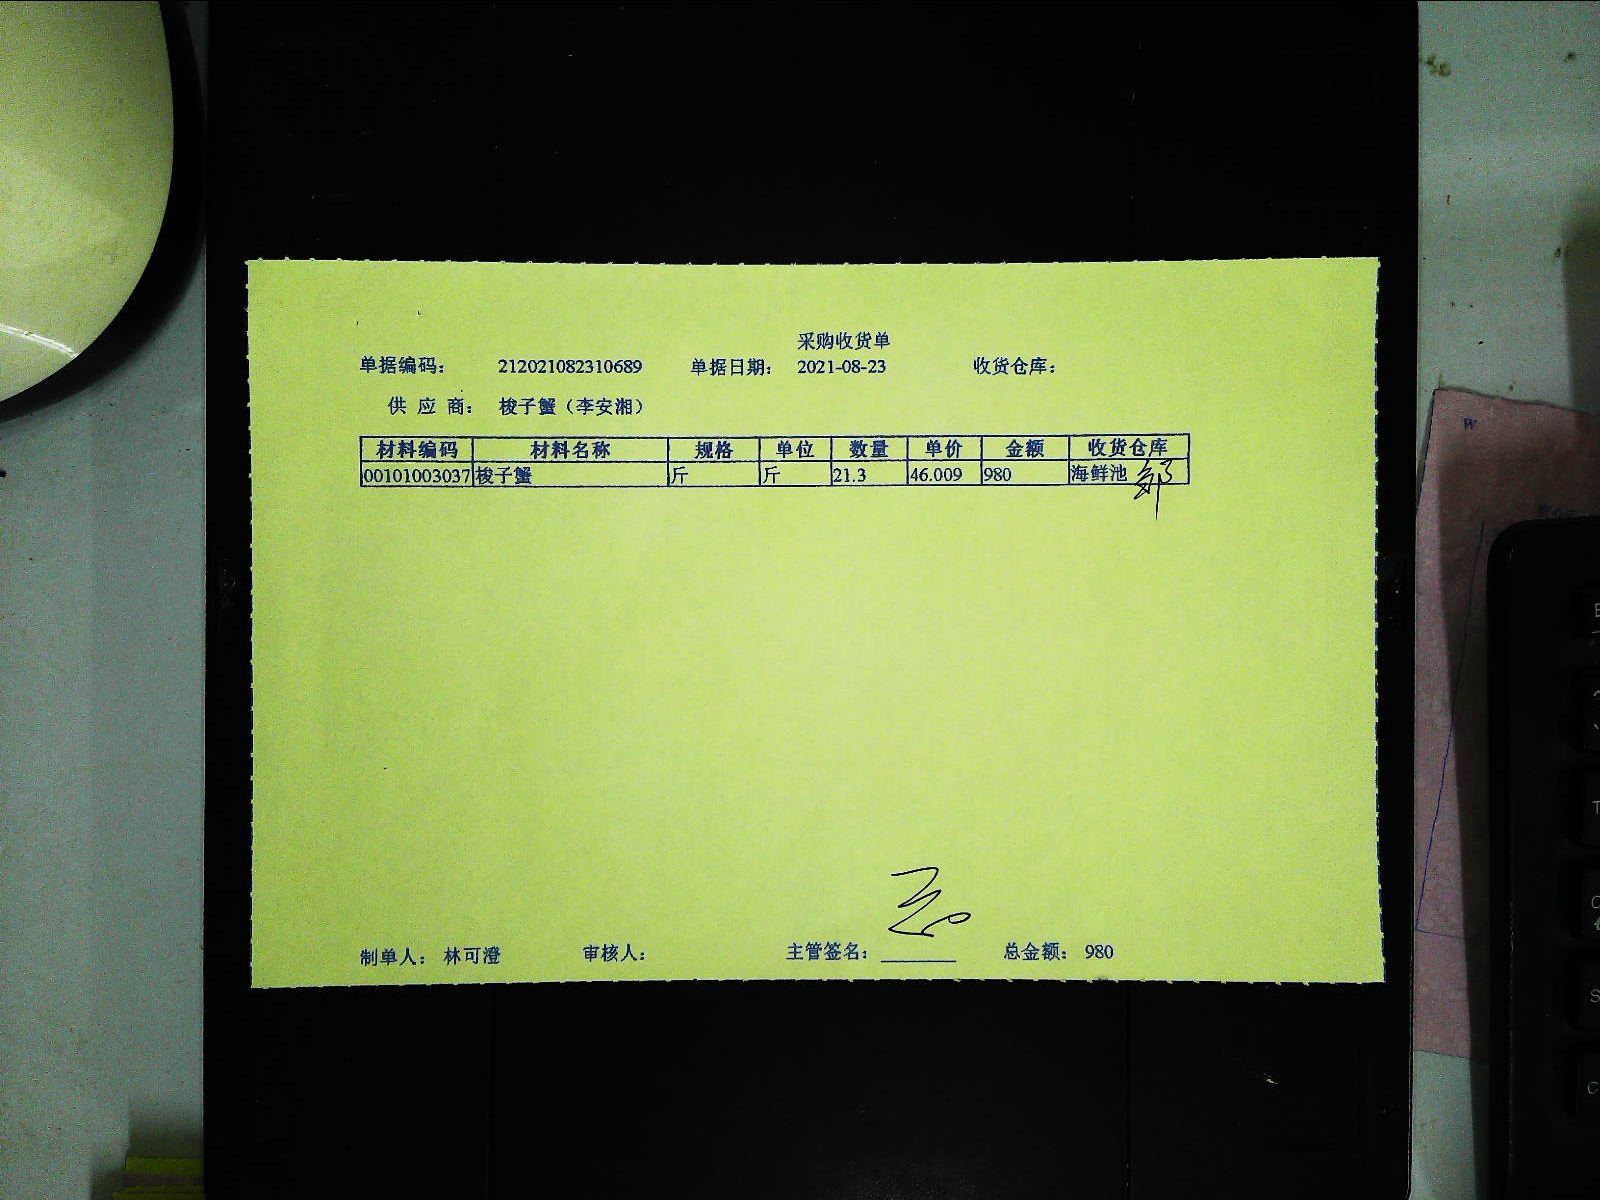 采购收货单
单据编码： 212021082310689 单据日期： 2021-08-23 收货仓库：
供 应 商： 梭子蟹（李安湘）
材料编码 材料名称 规格 单位 数量 单价 金额 收货仓库
00101003037 梭子蟹 斤 斤 21.3 46.009 980 海鲜池
制单人： 林可澄 审核人： 主管签名： 总金额： 980